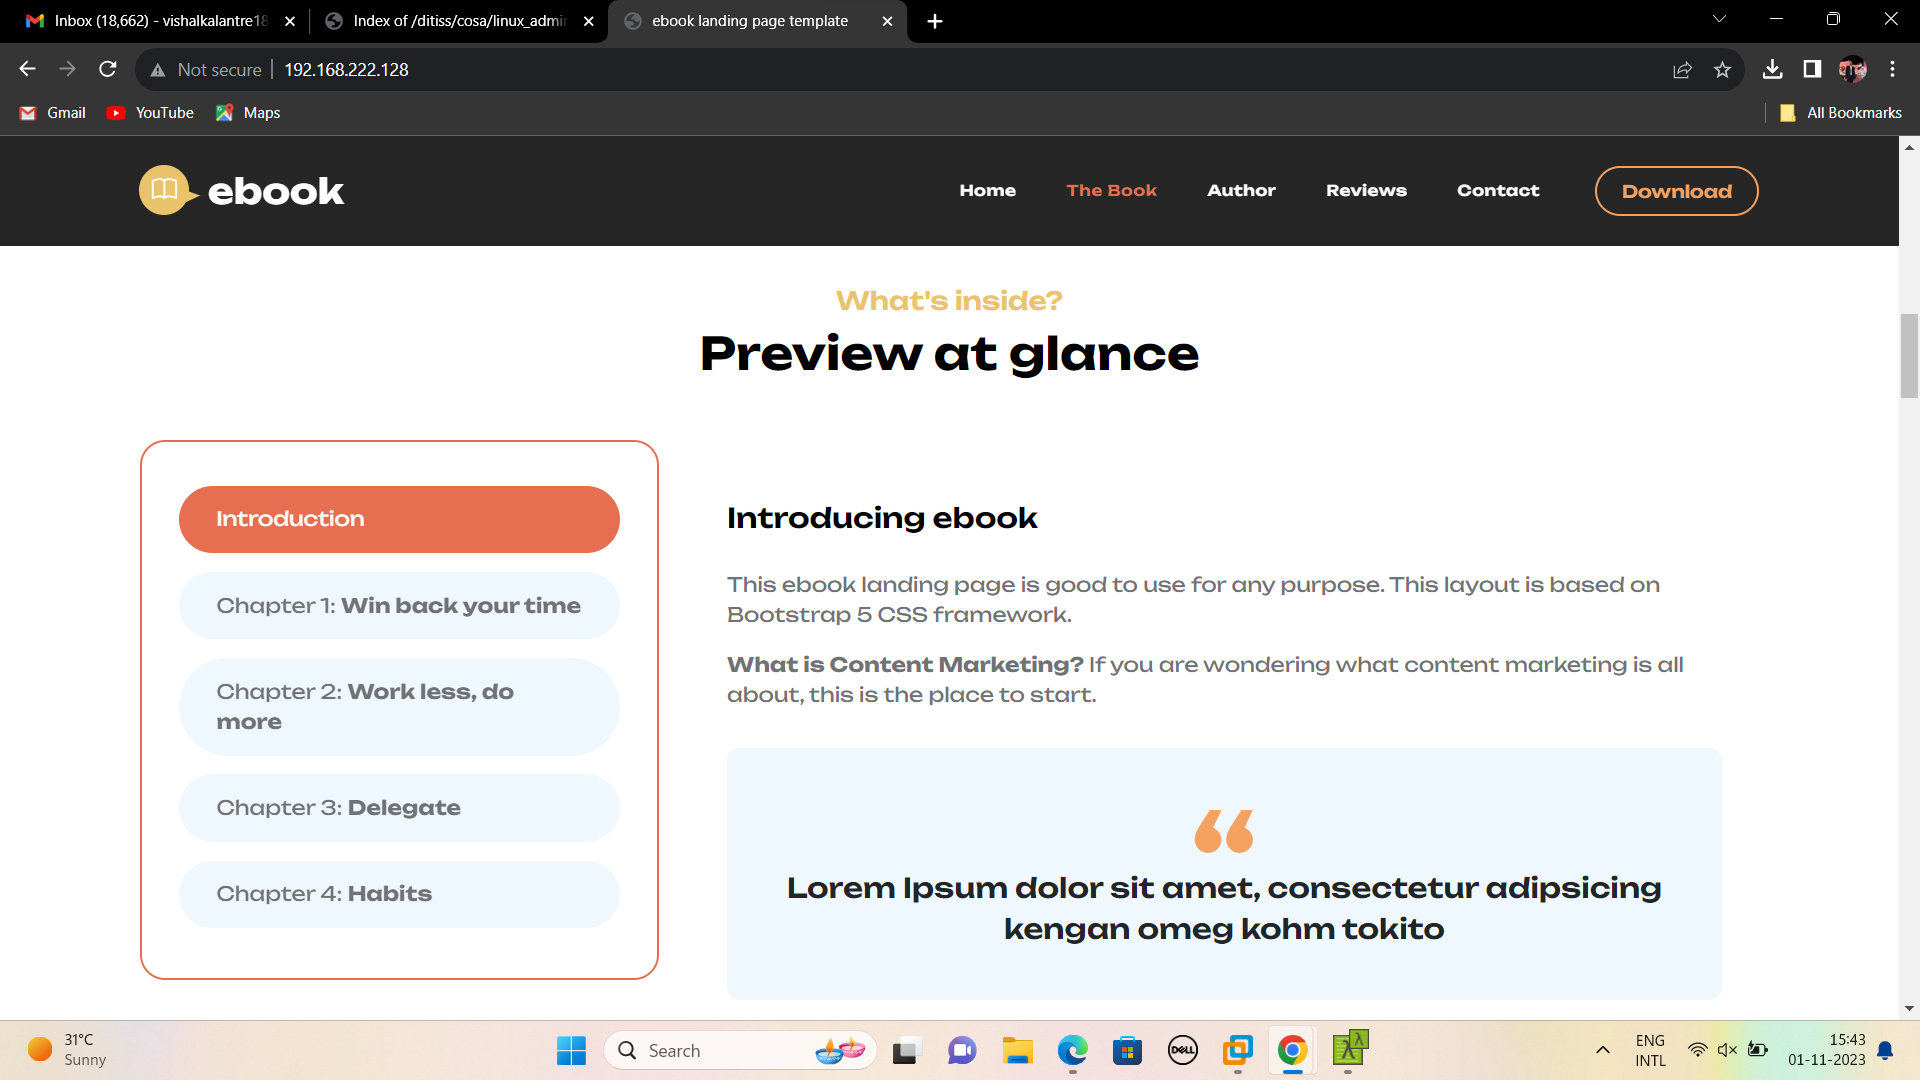 Inbox (18,662) - vishalkalantre18
Index of /ditiss/cosa/linux_admin
ebook landing page template
Not secure
192.168.222.128
Gmail
YouTube
Maps
All Bookmarks
ebook
Home
The Book
Author
Reviews
Contact
Download
What's inside?
Preview at glance
Introduction
Chapter 1: Win back your time
Chapter 2: Work less, do
more
Chapter 3: Delegate
Chapter 4: Habits
Introducing ebook
This ebook landing page is good to use for any purpose. This layout is based on
Bootstrap 5 CSS framework.
What is Content Marketing? If you are wondering what content marketing is all
about, this is the place to start.
“
Lorem Ipsum dolor sit amet, consectetur adipsicing
kengan omeg kohm tokito
31°C
Sunny
Search
DELL
λ
λ
ENG
INTL
15:43
01-11-2023